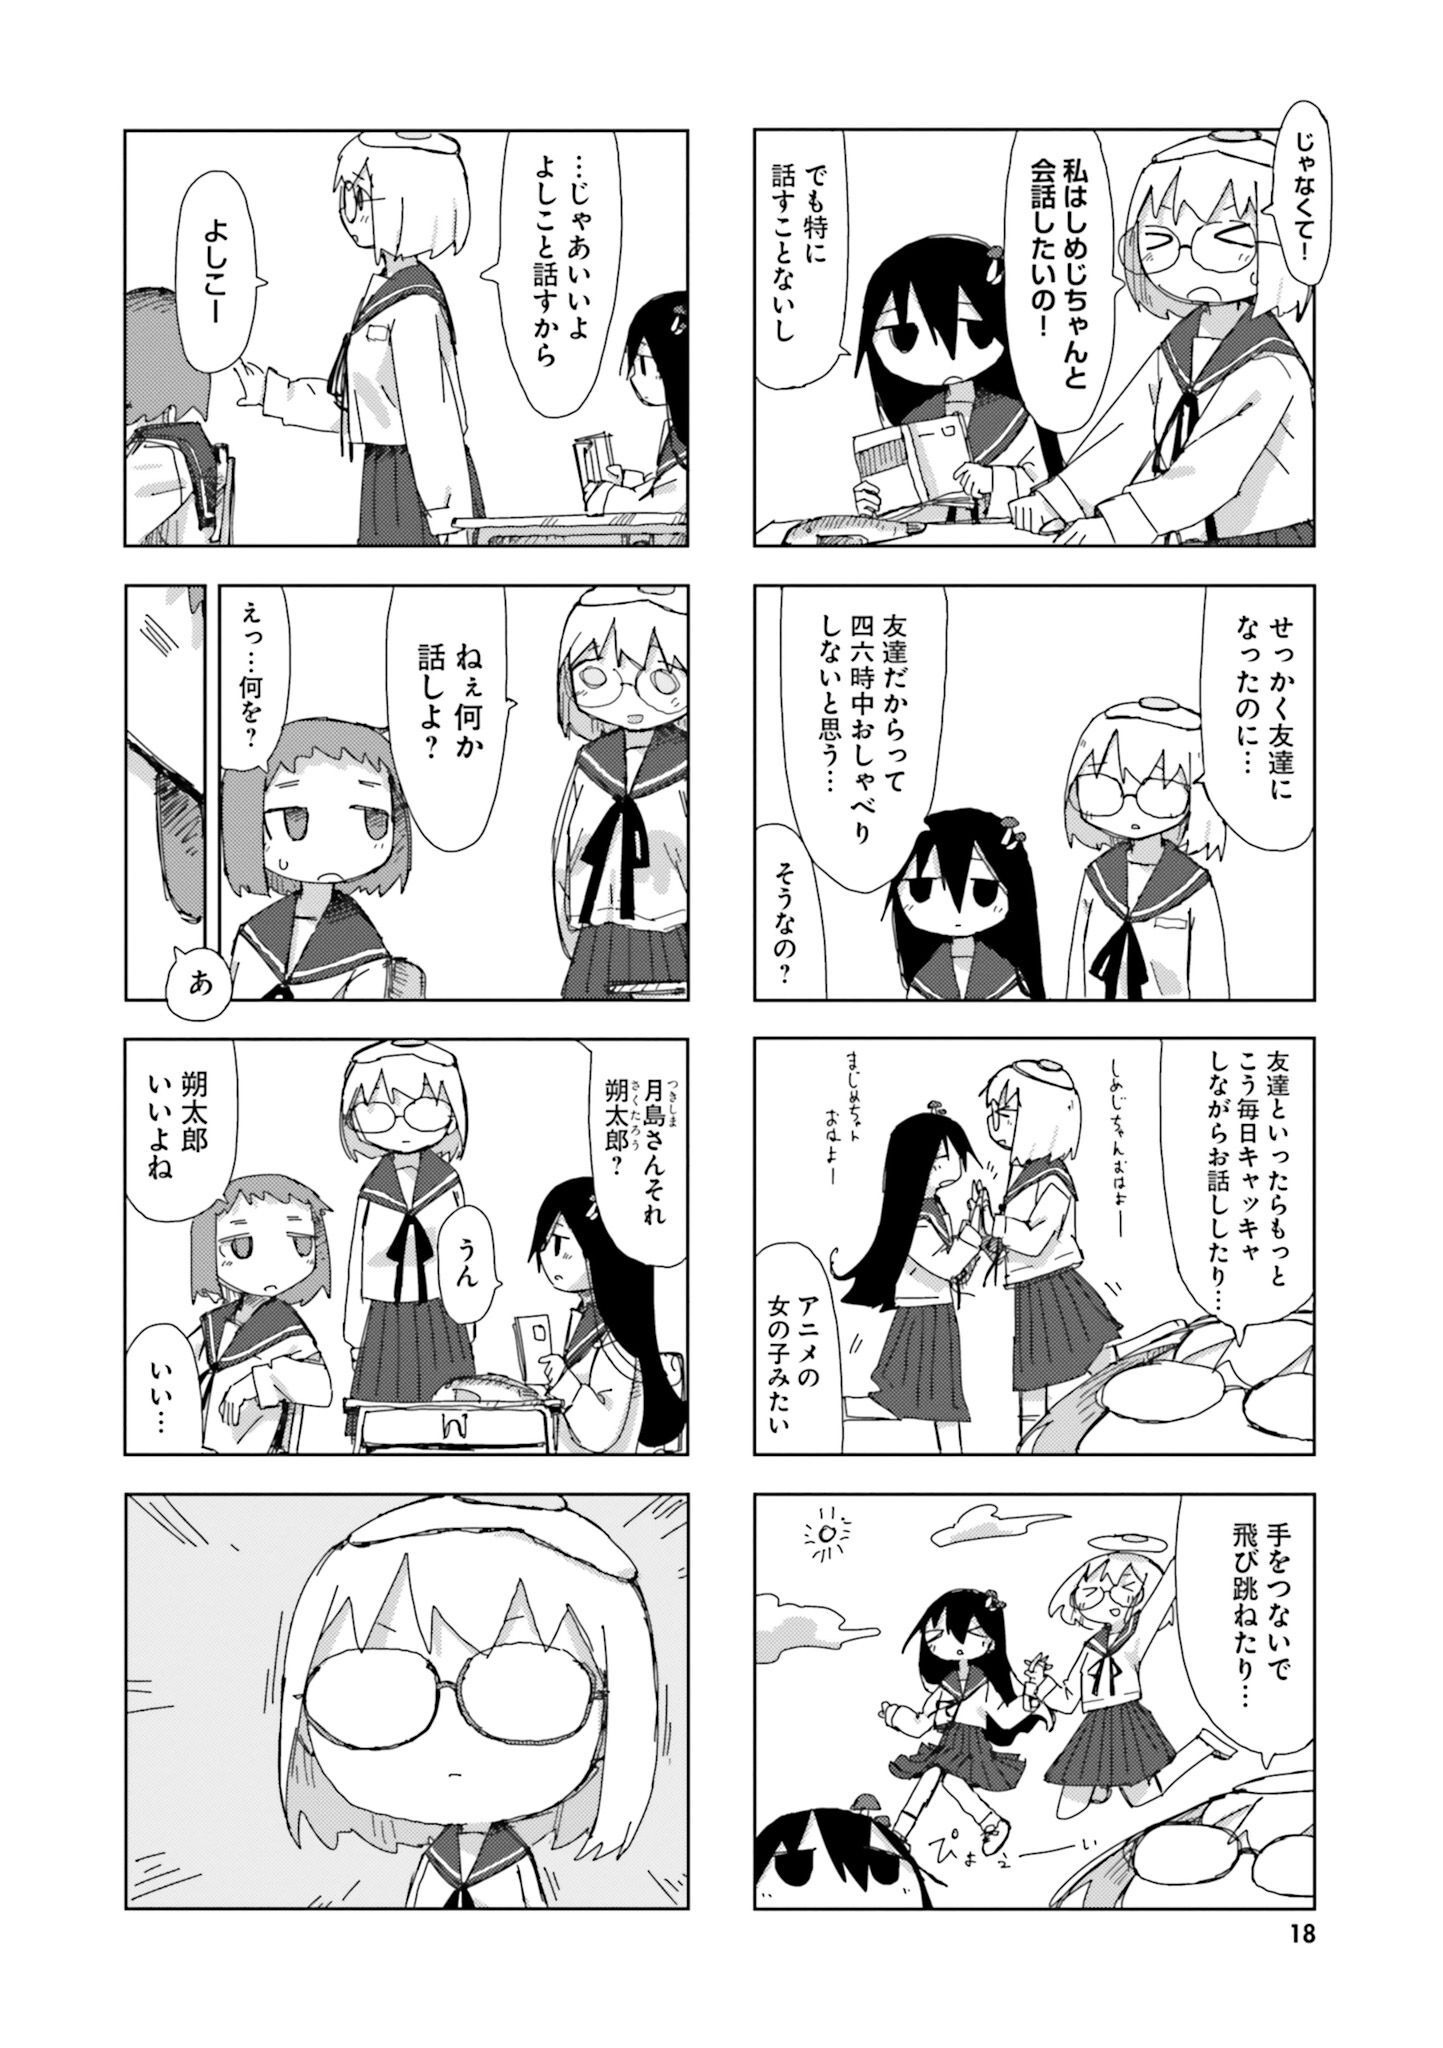 じゃなくて！
私はしめじちゃんと
会話したいの！
でも特に
話すことないし
せっかく友達に
なったのに…
友達だからって
四六時中おしゃべり
しないと思う…
そうなの？
友達といったらもっと
こう毎日キャッキャ
しながらお話ししたり…
しめじちゃんおはよー
まじめちゃん
おはよー
アニメの
女の子みたい
手をつないで
飛び跳ねたり…
ぴょーい
…じゃあいいよ
よしこと話すから
よしこー
ねぇ何か
話しよ？
えっ…何を？
あ
月島さんそれ
つきしま
朔太郎？
さくたろう
うん
朔太郎
いいよね
いい…
18